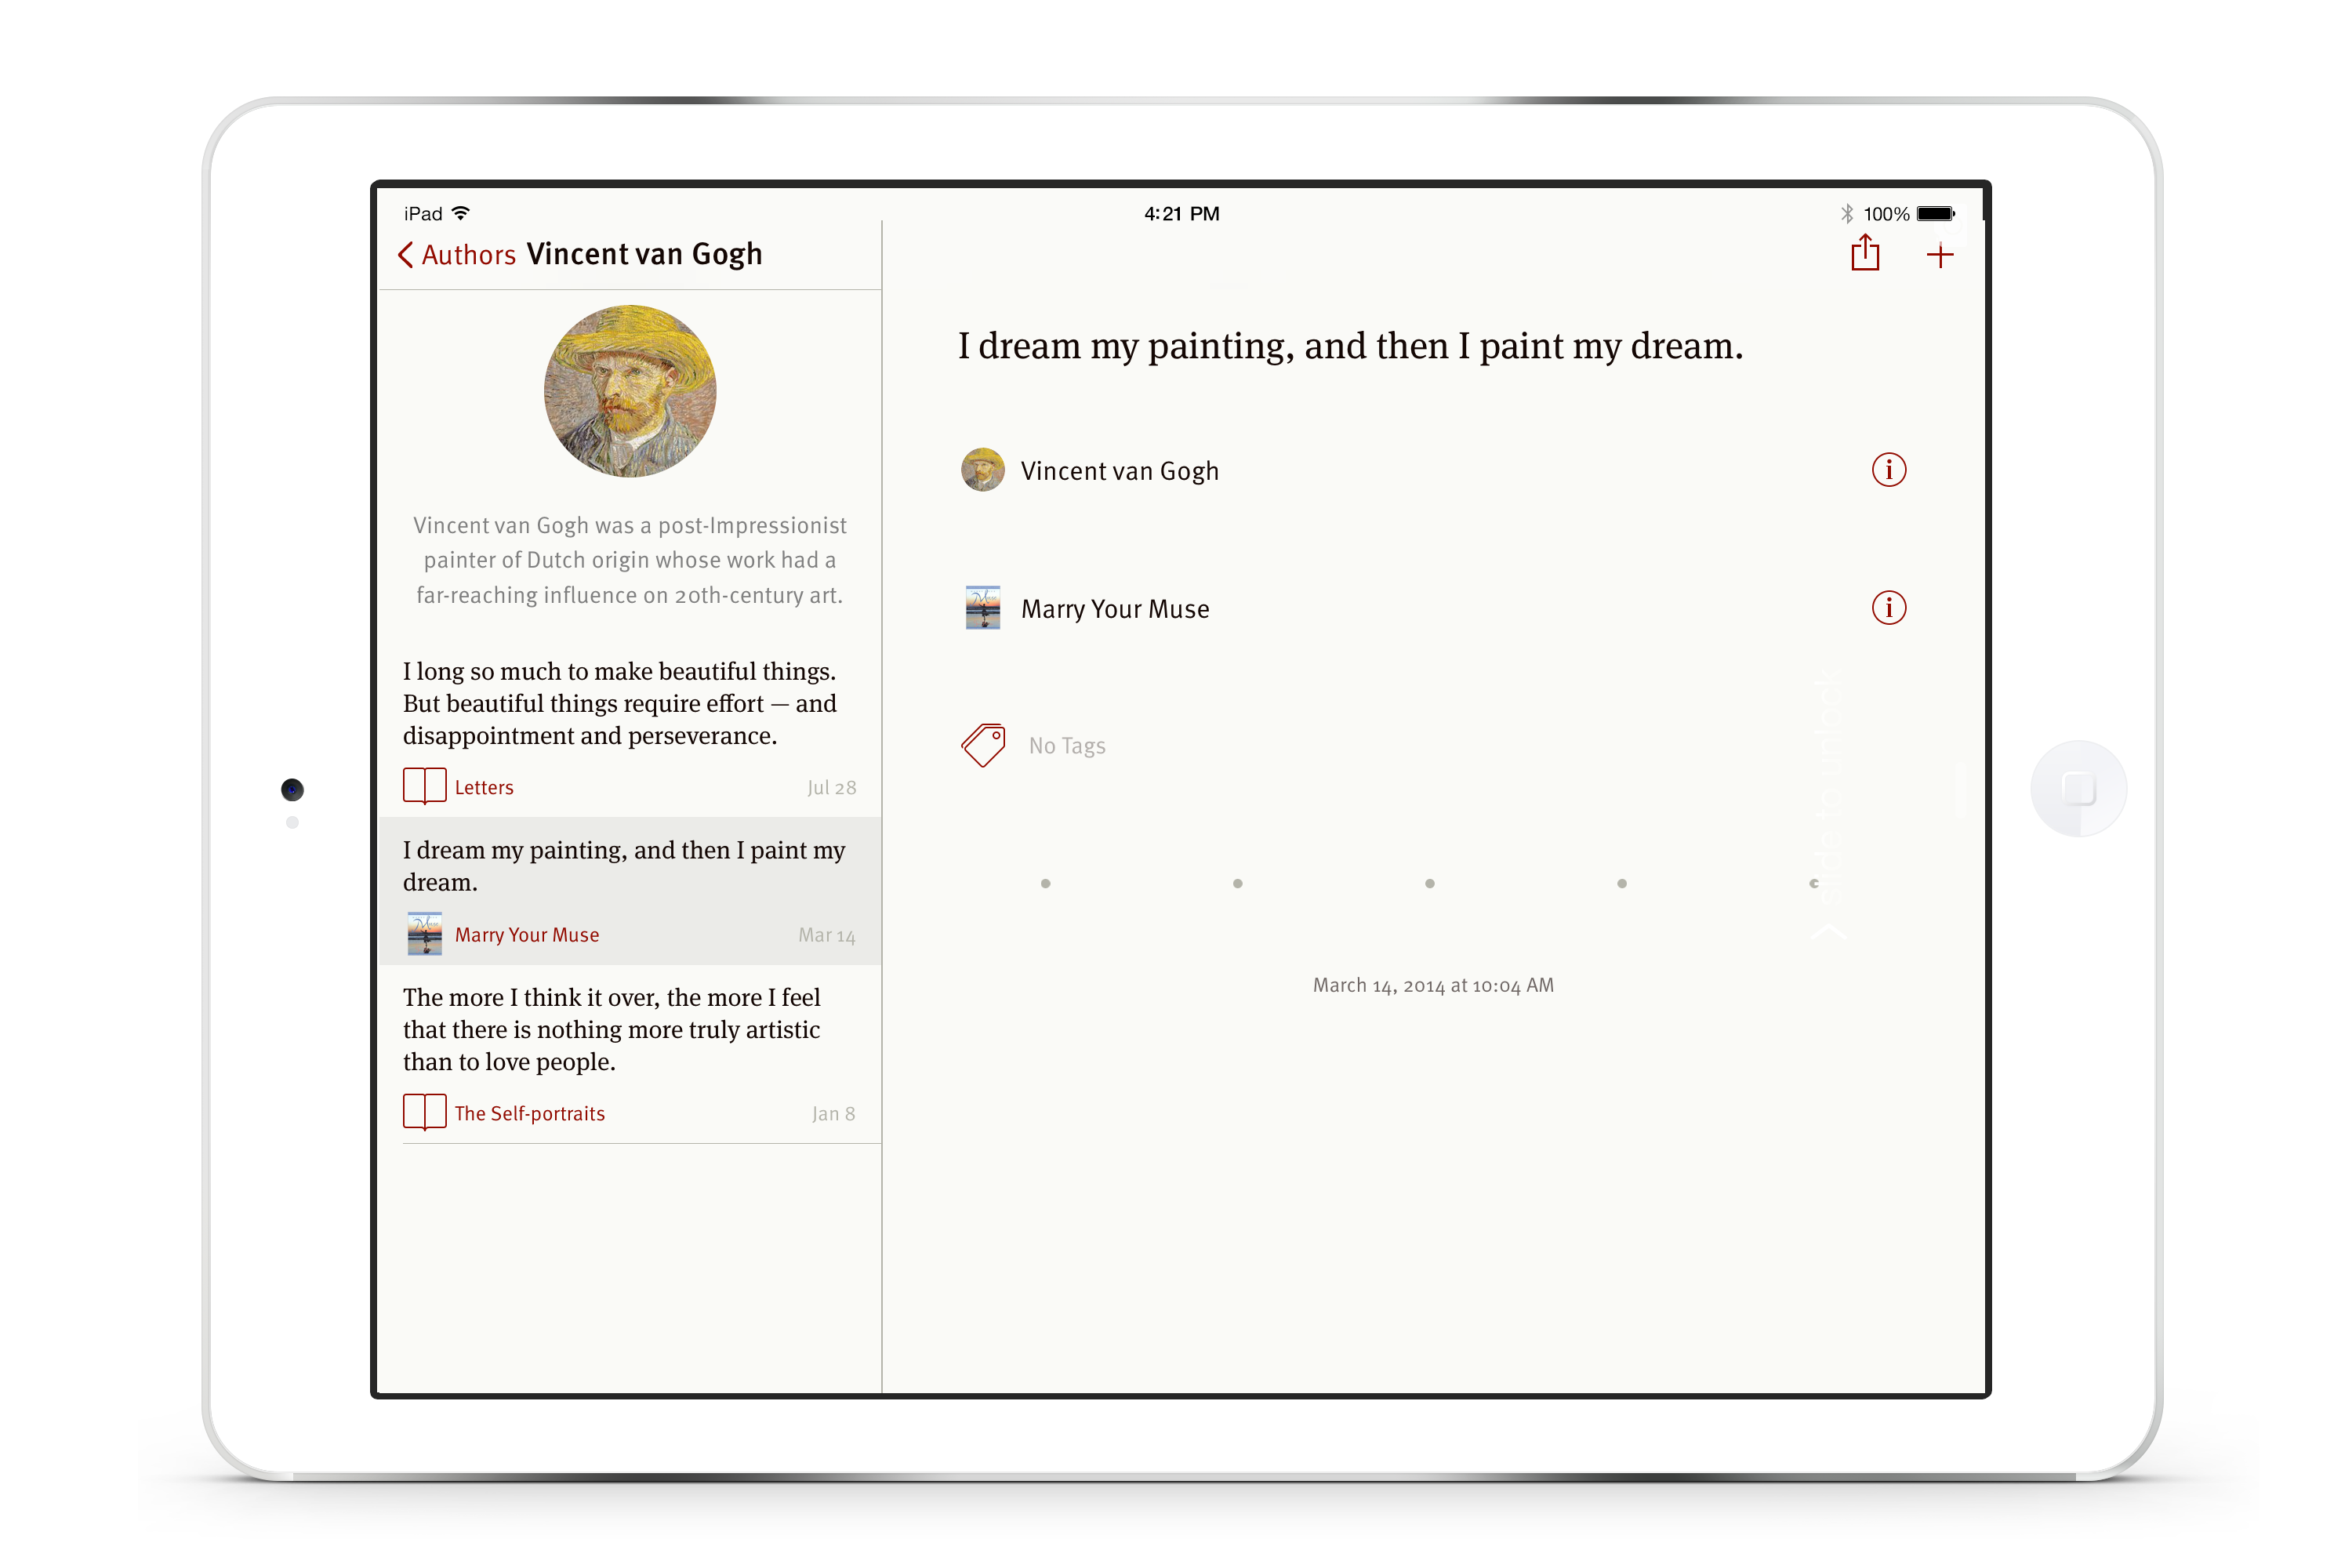 iPad 4:21 PM 100%
Authors Vincent van Gogh
Vincent van Gogh was a post-Impressionist
painter of Dutch origin whose work had a
far-reaching influence on 20th-century art.
I long so much to make beautiful things.
But beautiful things require effort — and
disappointment and perseverance.
Letters Jul 28
I dream my painting, and then I paint my
dream.
Marry Your Muse Mar 14
The more I think it over, the more I feel
that there is nothing more truly artistic
than to love people.
The Self-portraits Jan 8
I dream my painting, and then I paint my dream.
Vincent van Gogh
Marry Your Muse
No Tags
March 14, 2014 at 10:04 AM
slide to unlock